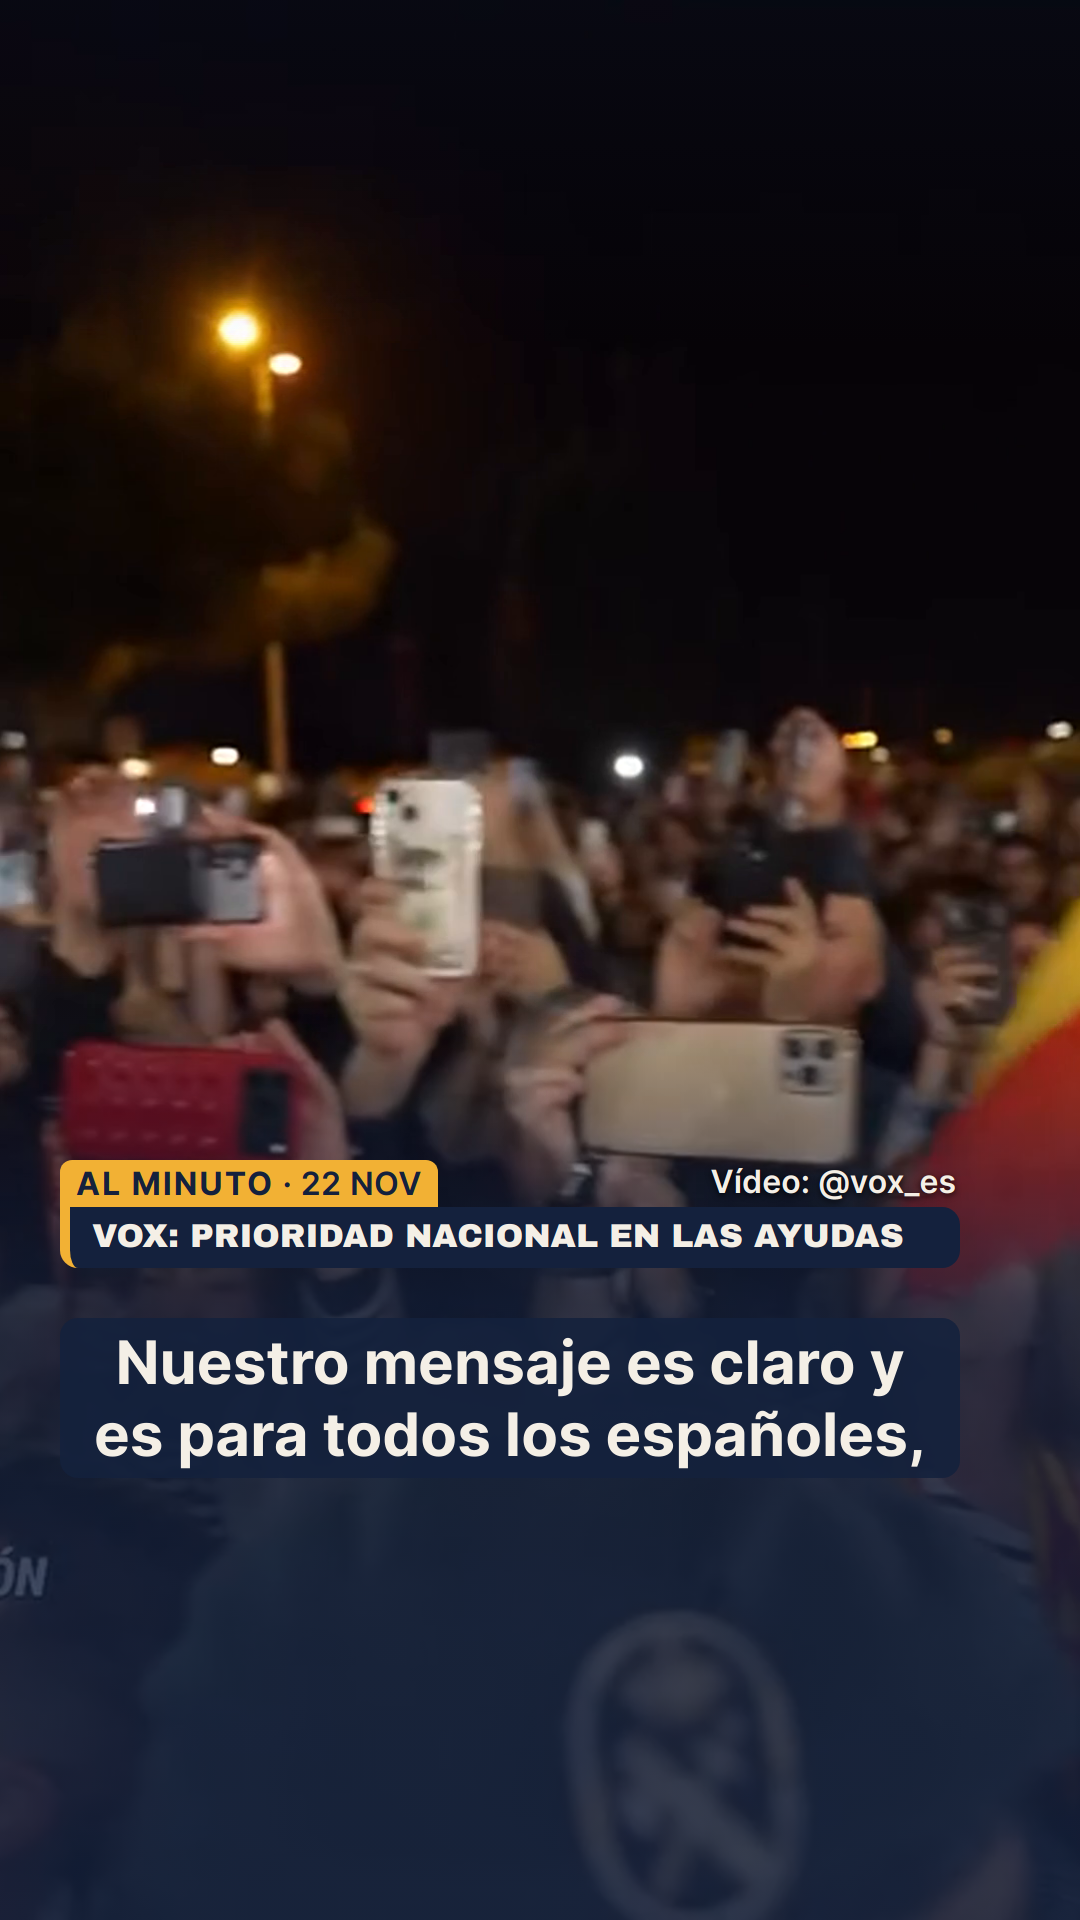 AL MINUTO · 22 NOV
Vídeo: @vox_es
VOX: PRIORIDAD NACIONAL EN LAS AYUDAS
Nuestro mensaje es claro y
es para todos los españoles,
ÓN